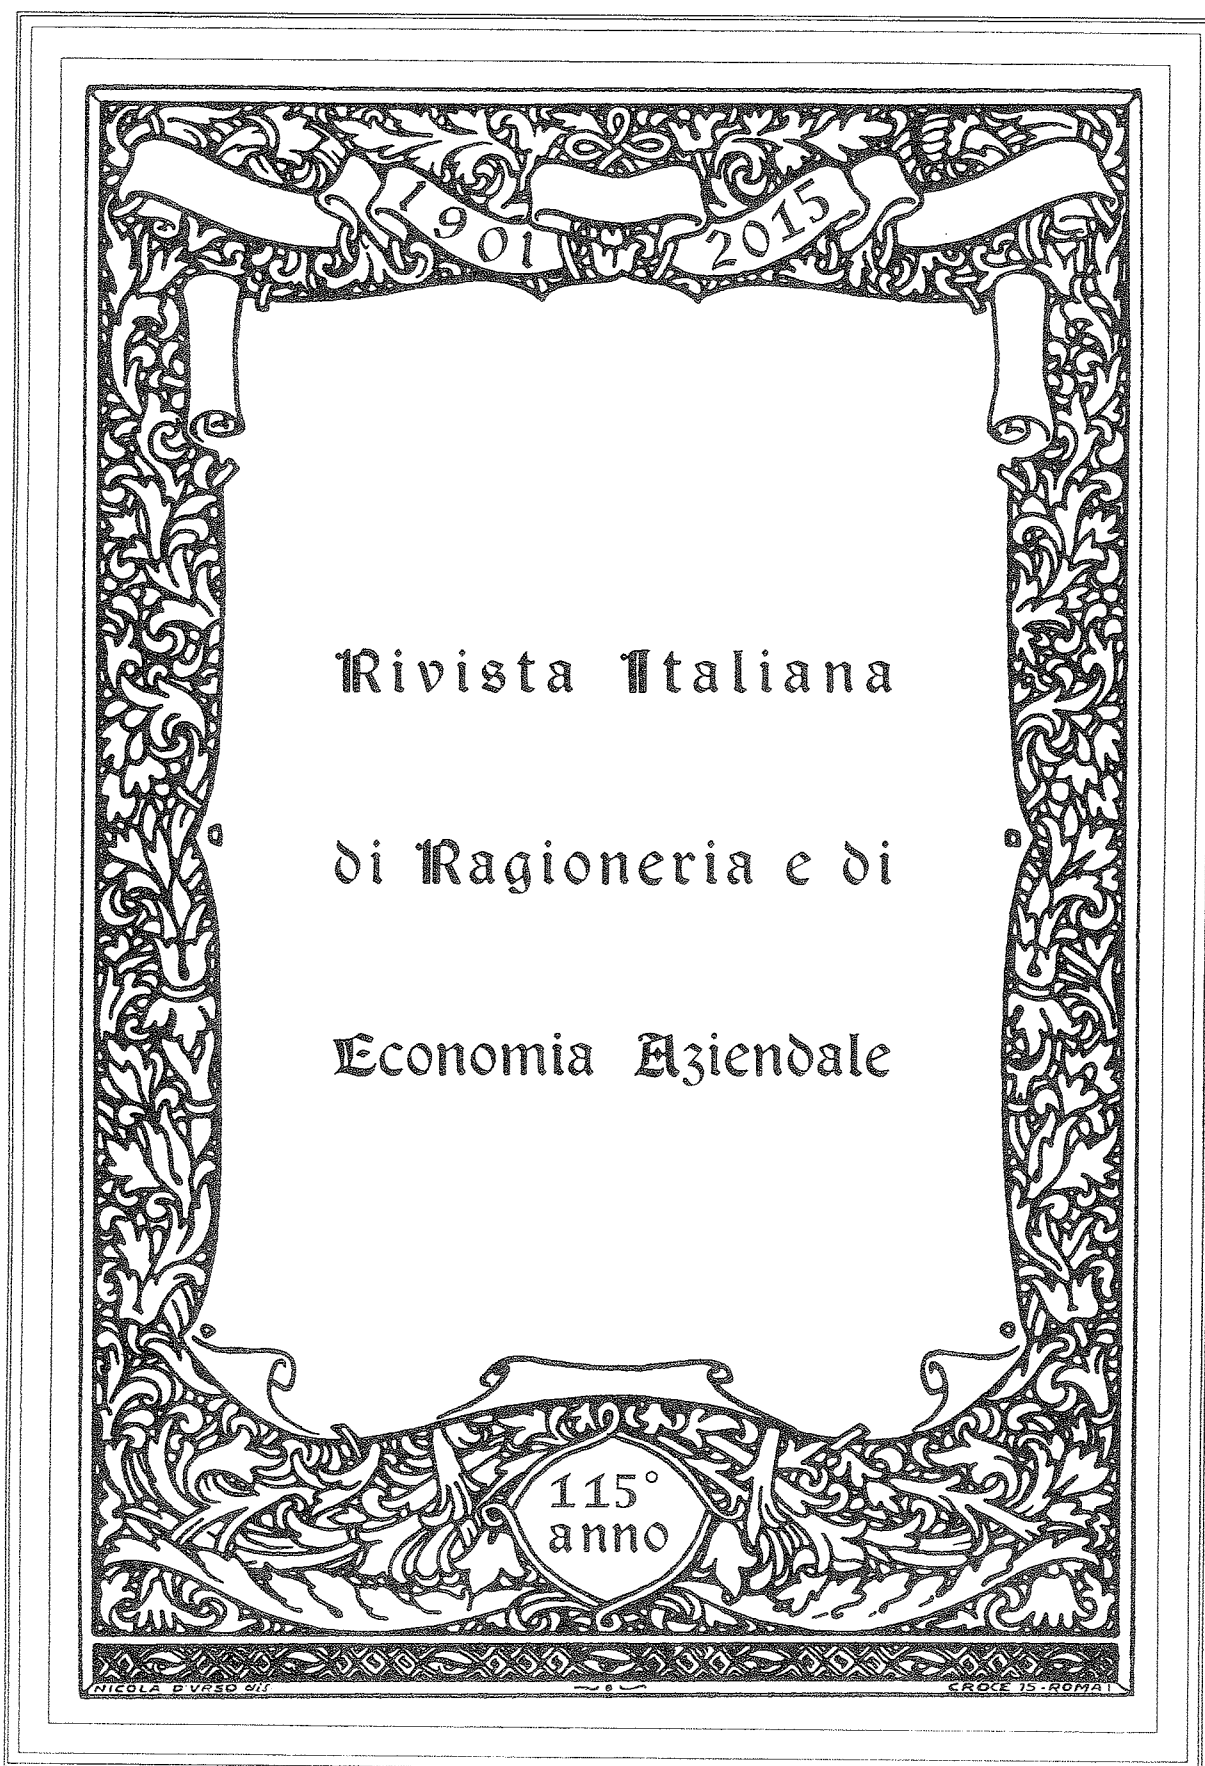 1901 2015
Rivista Italiana
di Ragioneria e di
Economia Aziendale
115°
anno
NICOLA D'URSO dis
CROCE 15-ROMA